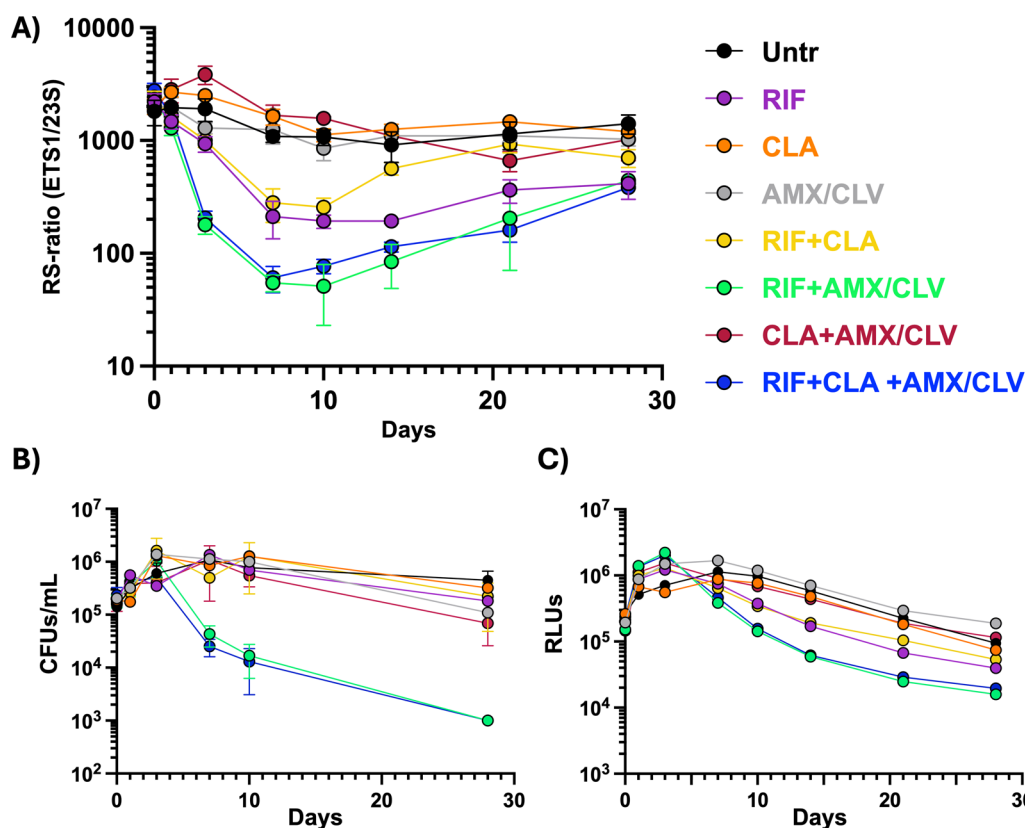 A)
RS-ratio (ETS1/23S)
10000
1000
100
10
0
10
20
30
Days
Untr
RIF
CLA
AMX/CLV
RIF+CLA
RIF+AMX/CLV
CLA+AMX/CLV
RIF+CLA +AMX/CLV
B)
CFUs/mL
10⁷
10⁶
10⁵
10⁴
10³
10²
0
10
20
30
Days
C)
RLUs
10⁷
10⁶
10⁵
10⁴
10³
0
10
20
30
Days